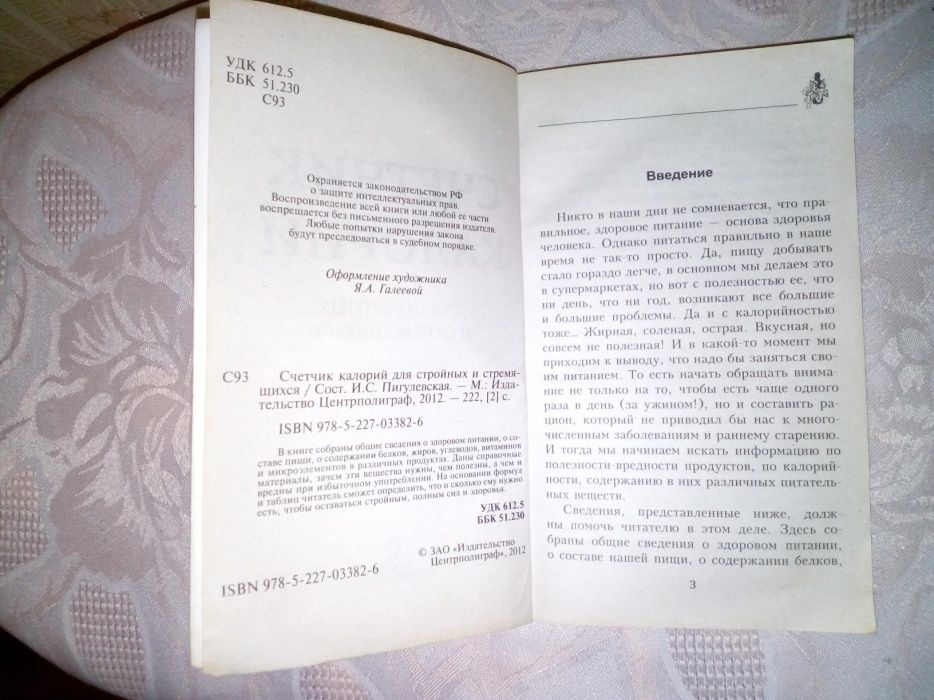 УДК 612.5
ББК 51.230
С93
Охраняется законодательством РФ
о защите интеллектуальных прав.
Воспроизведение всей книги или любой ее части
воспрещается без письменного разрешения издателя.
Любые попытки нарушения закона
будут преследоваться в судебном порядке.
Оформление художника
Я.А. Галеевой
С93 Счетчик калорий для стройных и стремя-
щихся / Сост. И.С. Пигулевская. — М.: Изда-
тельство Центрполиграф, 2012. — 222, [2] с.
ISBN 978-5-227-03382-6
В книге собраны общие сведения о здоровом питании, о со-
ставе пищи, о содержании белков, жиров, углеводов, витаминов
и микроэлементов в различных продуктах. Даны справочные
материалы, зачем эти вещества нужны, чем полезны, а чем и
вредны при избыточном употреблении. На основании формул
и таблиц читатель сможет определить, что и сколько ему нужно
есть, чтобы оставаться стройным, полным сил и здоровья.
УДК 612.5
ББК 51.230
© ЗАО «Издательство
Центрполиграф», 2012
ISBN 978-5-227-03382-6
Введение
Никто в наши дни не сомневается, что пра-
вильное, здоровое питание — основа здоровья
человека. Однако питаться правильно в наше
время не так-то просто. Да, пищу добывать
стало гораздо легче, в основном мы делаем это
в супермаркетах, но вот с полезностью ее, что
ни день, что ни год, возникают все большие
и большие проблемы. Да и с калорийностью
тоже... Жирная, соленая, острая. Вкусная, но
совсем не полезная! И в какой-то момент мы
приходим к выводу, что надо бы заняться сво-
им питанием. То есть начать обращать внима-
ние не только на то, чтобы есть чаще одного
раза в день (за ужином!), но и составить ра-
цион, который не приводил бы нас к много-
численным заболеваниям и раннему старению.
И тогда мы начинаем искать информацию по
полезности-вредности продуктов, по калорий-
ности, содержанию в них различных питатель-
ных веществ.
Сведения, представленные ниже, долж-
ны помочь читателю в этом деле. Здесь со-
браны общие сведения о здоровом питании,
о составе нашей пищи, о содержании белков,
3